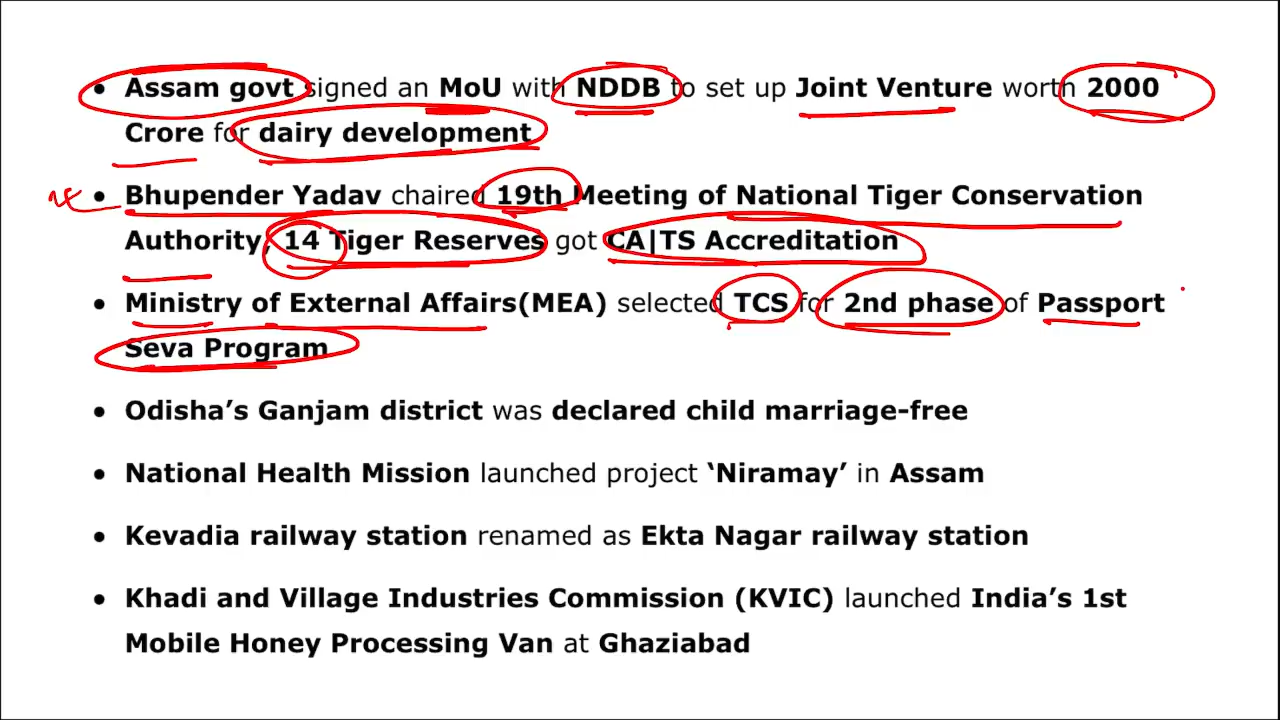 • Assam govt signed an MoU with NDDB to set up Joint Venture worth 2000
Crore for dairy development
• Bhupender Yadav chaired 19th Meeting of National Tiger Conservation
Authority, 14 Tiger Reserves got CA|TS Accreditation
• Ministry of External Affairs(MEA) selected TCS for 2nd phase of Passport
Seva Program
• Odisha’s Ganjam district was declared child marriage-free
• National Health Mission launched project ‘Niramay’ in Assam
• Kevadia railway station renamed as Ekta Nagar railway station
• Khadi and Village Industries Commission (KVIC) launched India’s 1st
Mobile Honey Processing Van at Ghaziabad